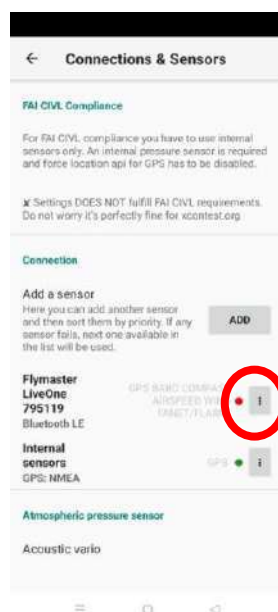 ← Connections & Sensors
FAI CIVL Compliance
For FAI CIVL compliance you have to use internal
sensors only. An internal pressure sensor is required
and force location api for GPS has to be disabled.
✘ Settings DOES NOT fulfill FAI CIVL requirements.
Do not worry it's perfectly fine for xcontest.org
Connection
Add a sensor
Here you can add another sensor
and then sort them by priority. If any
sensor fails, next one available in
the list will be used.
ADD
Flymaster
LiveOne
795119
Bluetooth LE
GPS BARO COMPASS
AIRSPEED
FANET/FLARM
Internal
sensors
GPS: NMEA
GPS
Atmospheric pressure sensor
Acoustic vario